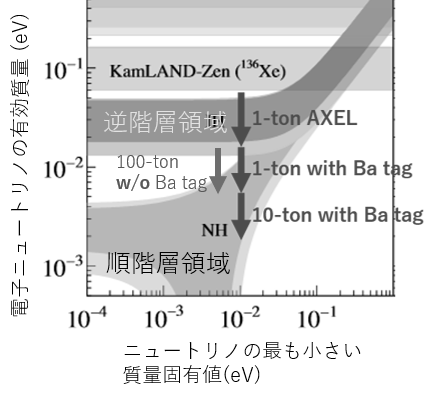 電子ニュートリノの有効質量 (eV)
10⁻¹
10⁻²
10⁻³
KamLAND-Zen (¹³⁶Xe)
逆階層領域
1-ton AXEL
100-ton
w/o Ba tag
1-ton with Ba tag
10-ton with Ba tag
NH
順階層領域
10⁻⁴
10⁻³
10⁻²
10⁻¹
ニュートリノの最も小さい
質量固有値(eV)